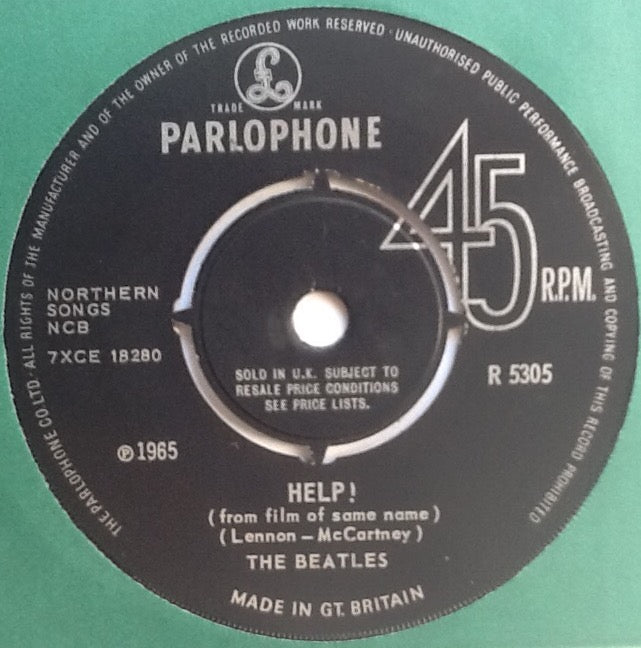 THE PARLOPHONE CO. LTD. · ALL RIGHTS OF THE MANUFACTURER AND OF THE OWNER OF THE RECORDED WORK RESERVED · UNAUTHORISED PUBLIC PERFORMANCE BROADCASTING AND COPYING OF THIS RECORD PROHIBITED
£
TRADE MARK
PARLOPHONE
45
R.P.M.
NORTHERN
SONGS
NCB
7XCE 18280
SOLD IN U.K. SUBJECT TO
RESALE PRICE CONDITIONS
SEE PRICE LISTS.
R 5305
℗ 1965
HELP!
(from film of same name)
(Lennon – McCartney)
THE BEATLES
MADE IN GT. BRITAIN